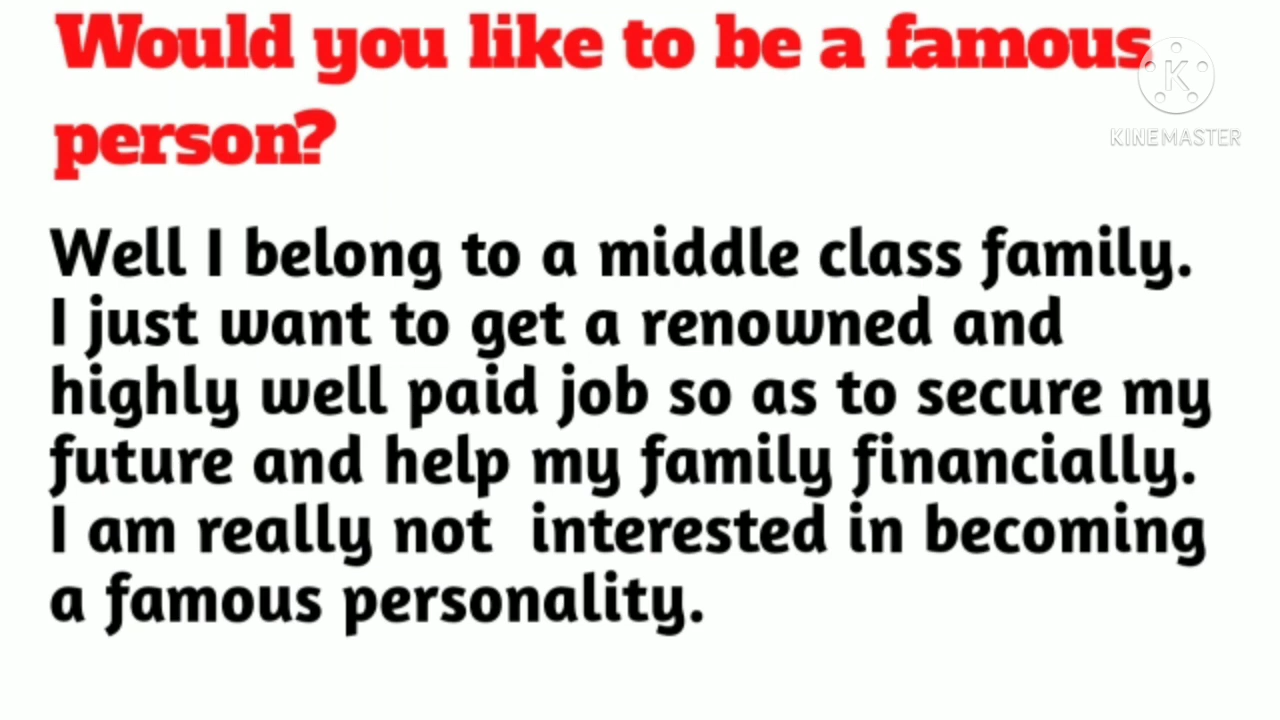 Would you like to be a famous
person?
K
KINEMASTER
Well I belong to a middle class family.
I just want to get a renowned and
highly well paid job so as to secure my
future and help my family financially.
I am really not  interested in becoming
a famous personality.